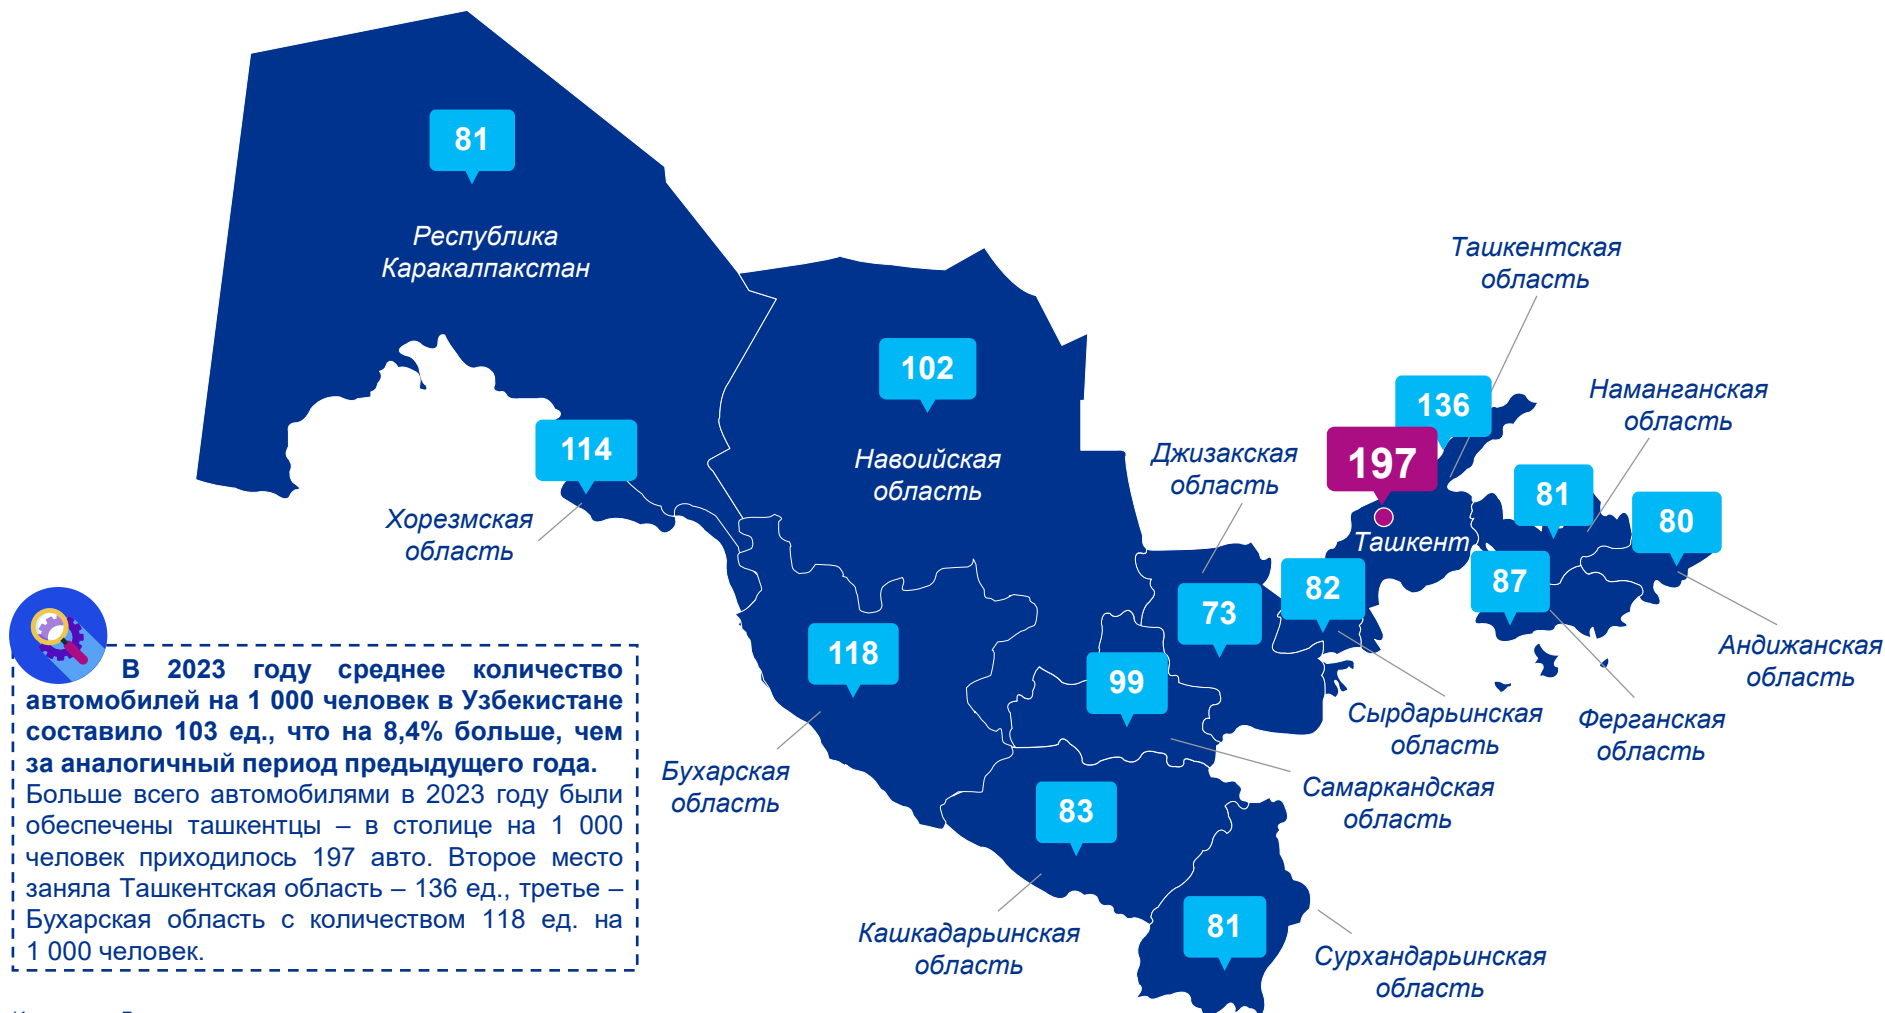 81
Республика
Каракалпакстан
Ташкентская
область
102
136
Наманганская
область
114
Навоийская
область
Джизакская
область
197
81
80
Хорезмская
область
Ташкент
82
87
73
118
99
Андижанская
область
Сырдарьинская
область
Ферганская
область
Бухарская
область
Самаркандская
область
83
81
Кашкадарьинская
область
Сурхандарьинская
область
В 2023 году среднее количество
автомобилей на 1 000 человек в Узбекистане
составило 103 ед., что на 8,4% больше, чем
за аналогичный период предыдущего года.
Больше всего автомобилями в 2023 году были
обеспечены ташкентцы – в столице на 1 000
человек приходилось 197 авто. Второе место
заняла Ташкентская область – 136 ед., третье –
Бухарская область с количеством 118 ед. на
1 000 человек.